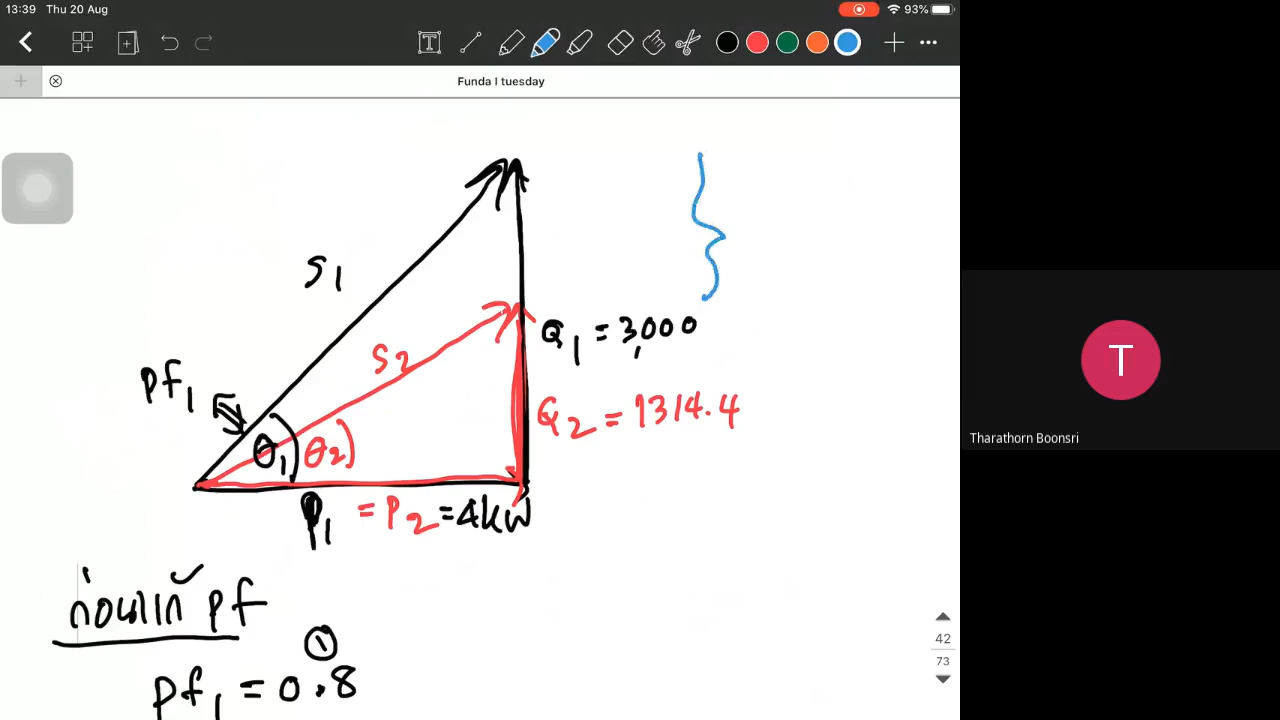 13:39 Thu 20 Aug
93%
T
Funda I tuesday
S1
S2
Q1 = 3,000
pf1
Q2 = 1314.4
θ1 θ2
P1 = P2 = 4kW
ก่อนแก้ pf
①
pf1 = 0.8
42
73
T
Tharathorn Boonsri